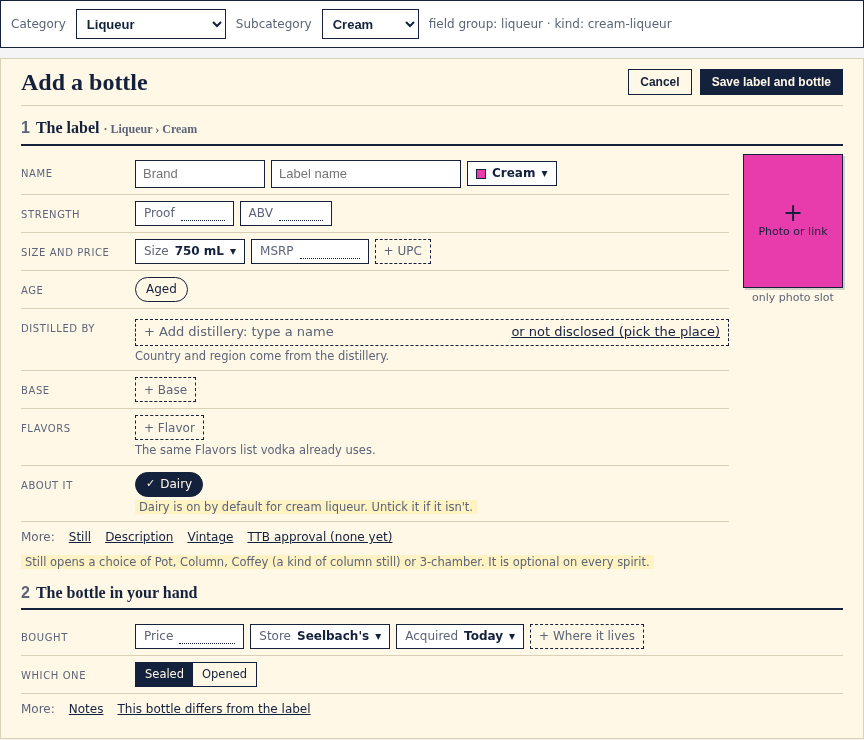 Category Liqueur Subcategory Cream field group: liqueur · kind: cream-liqueur
Add a bottle Cancel Save label and bottle
1 The label · Liqueur › Cream
NAME Brand Label name Cream ▾
STRENGTH Proof ABV
SIZE AND PRICE Size 750 mL ▾ MSRP + UPC
AGE Aged
+
Photo or link
only photo slot
DISTILLED BY + Add distillery: type a name or not disclosed (pick the place)
Country and region come from the distillery.
BASE + Base
FLAVORS + Flavor
The same Flavors list vodka already uses.
ABOUT IT ✓ Dairy
Dairy is on by default for cream liqueur. Untick it if it isn't.
More: Still Description Vintage TTB approval (none yet)
Still opens a choice of Pot, Column, Coffey (a kind of column still) or 3-chamber. It is optional on every spirit.
2 The bottle in your hand
BOUGHT Price Store Seelbach's ▾ Acquired Today ▾ + Where it lives
WHICH ONE Sealed Opened
More: Notes This bottle differs from the label